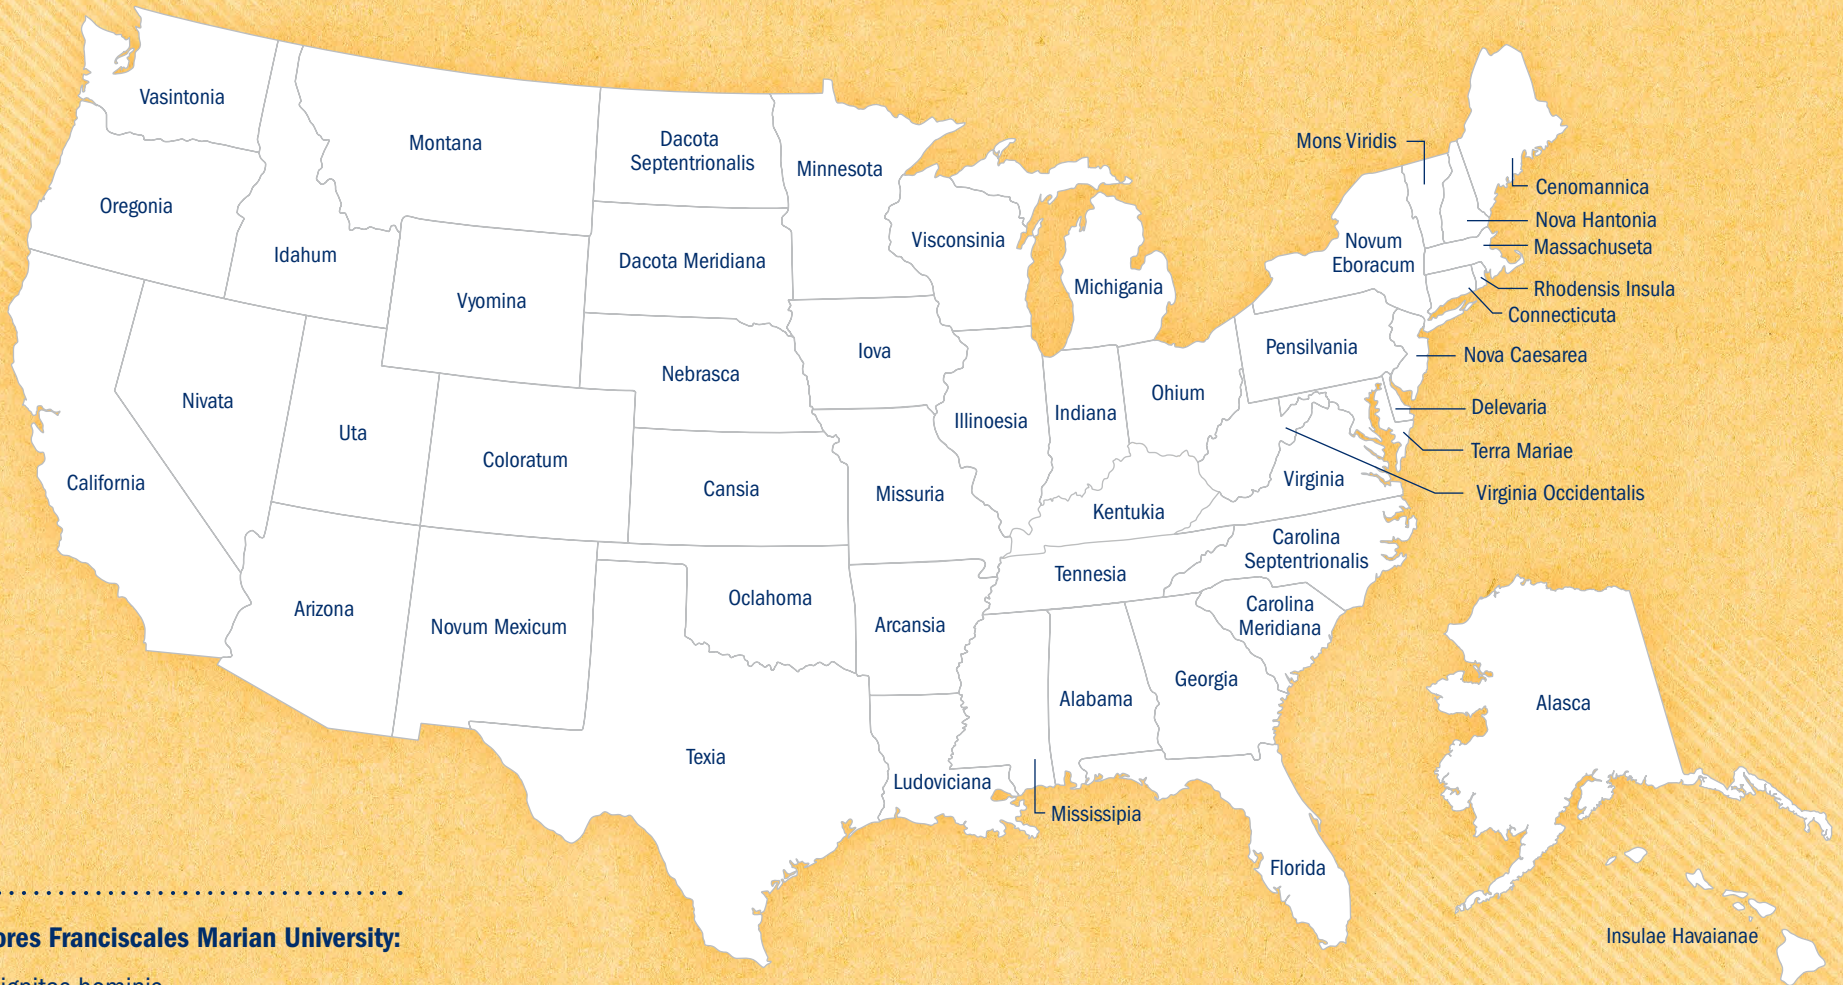 Vasintonia
Montana
Dacota
Septentrionalis
Minnesota
Mons Viridis
Cenomannica
Oregonia
Idahum
Nova Hantonia
Visconsinia
Novum
Eboracum
Massachuseta
Dacota Meridiana
Vyomina
Michigania
Rhodensis Insula
Connecticuta
Iova
Pensilvania
Nova Caesarea
Nebrasca
Nivata
Ohium
Delevaria
Uta
Illinoesia
Indiana
Coloratum
Terra Mariae
California
Cansia
Missuria
Virginia
Virginia Occidentalis
Kentukia
Carolina
Septentrionalis
Tennesia
Arizona
Oclahoma
Carolina
Meridiana
Novum Mexicum
Arcansia
Georgia
Alabama
Alasca
Texia
Ludoviciana
Mississipia
Florida
Insulae Havaianae
Franciscales Marian University:
hominis